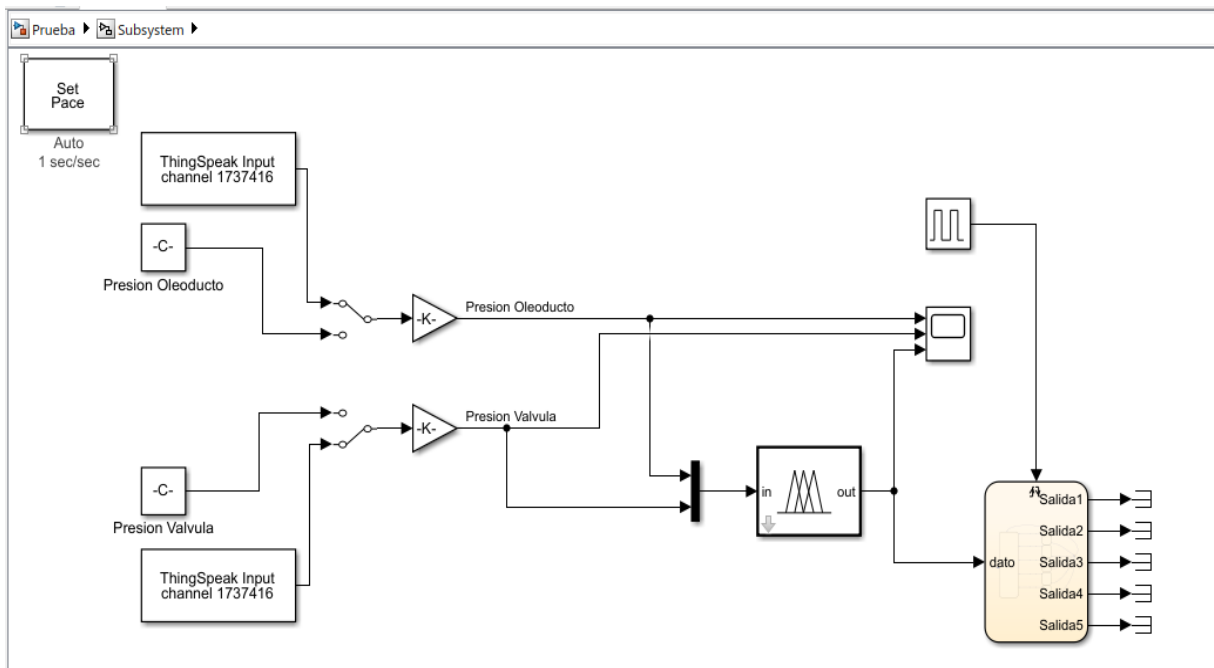 Prueba Subsystem
Set
Pace
Auto
1 sec/sec
ThingSpeak Input
channel 1737416
-C-
Presion Oleoducto
-K-
Presion Oleoducto
-K-
Presion Valvula
-C-
Presion Valvula
ThingSpeak Input
channel 1737416
in
out
dato
Salida1
Salida2
Salida3
Salida4
Salida5